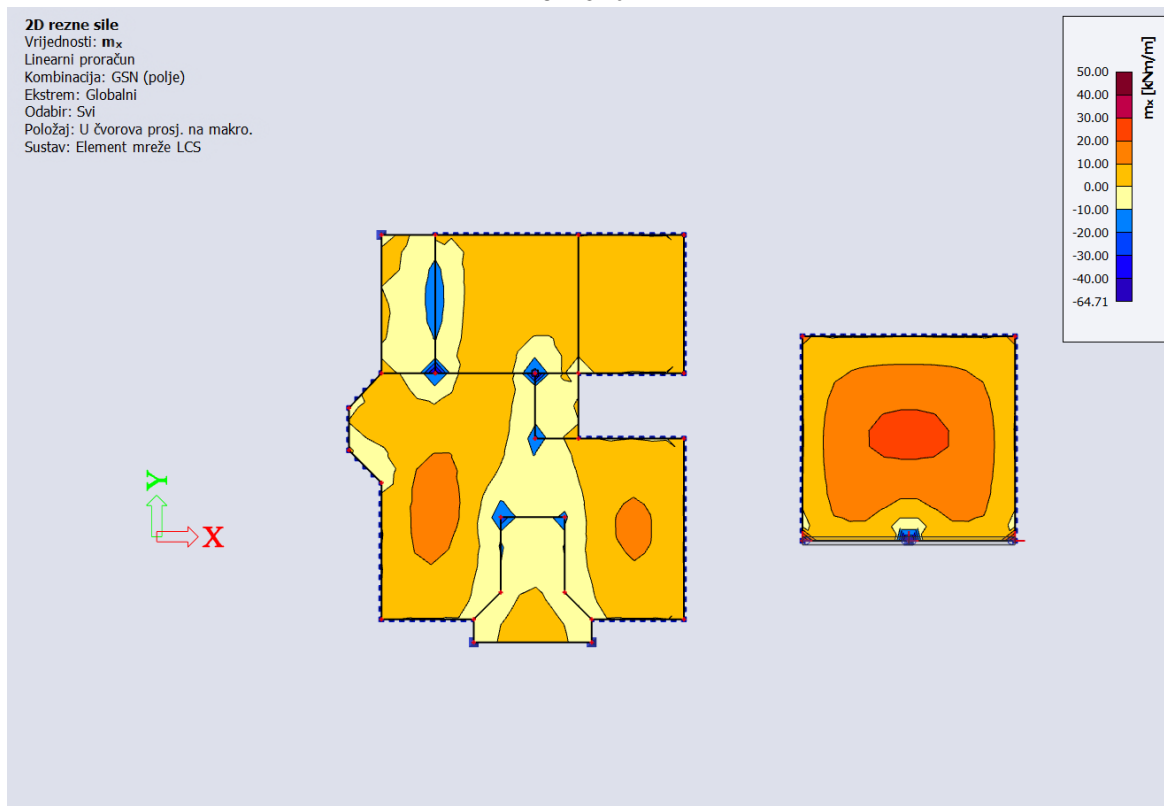 2D rezne sile
Vrijednosti: mₓ
Linearni proračun
Kombinacija: GSN (polje)
Ekstrem: Globalni
Odabir: Svi
Položaj: U čvorova prosj. na makro.
Sustav: Element mreže LCS
mₓ [kNm/m]
50.00
40.00
30.00
20.00
10.00
0.00
-10.00
-20.00
-30.00
-40.00
-64.71
Y
X